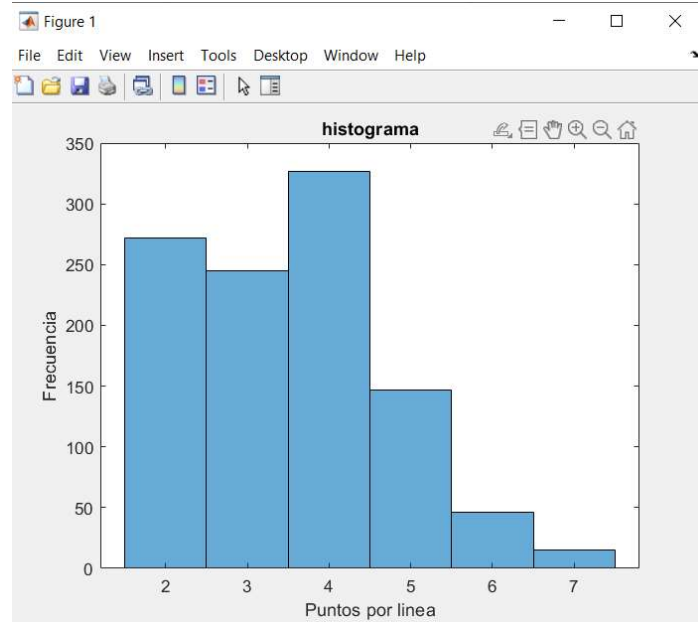 Figure 1
File Edit View Insert Tools Desktop Window Help
histograma
350
300
250
200
150
100
50
0
Frecuencia
2 3 4 5 6 7
Puntos por linea